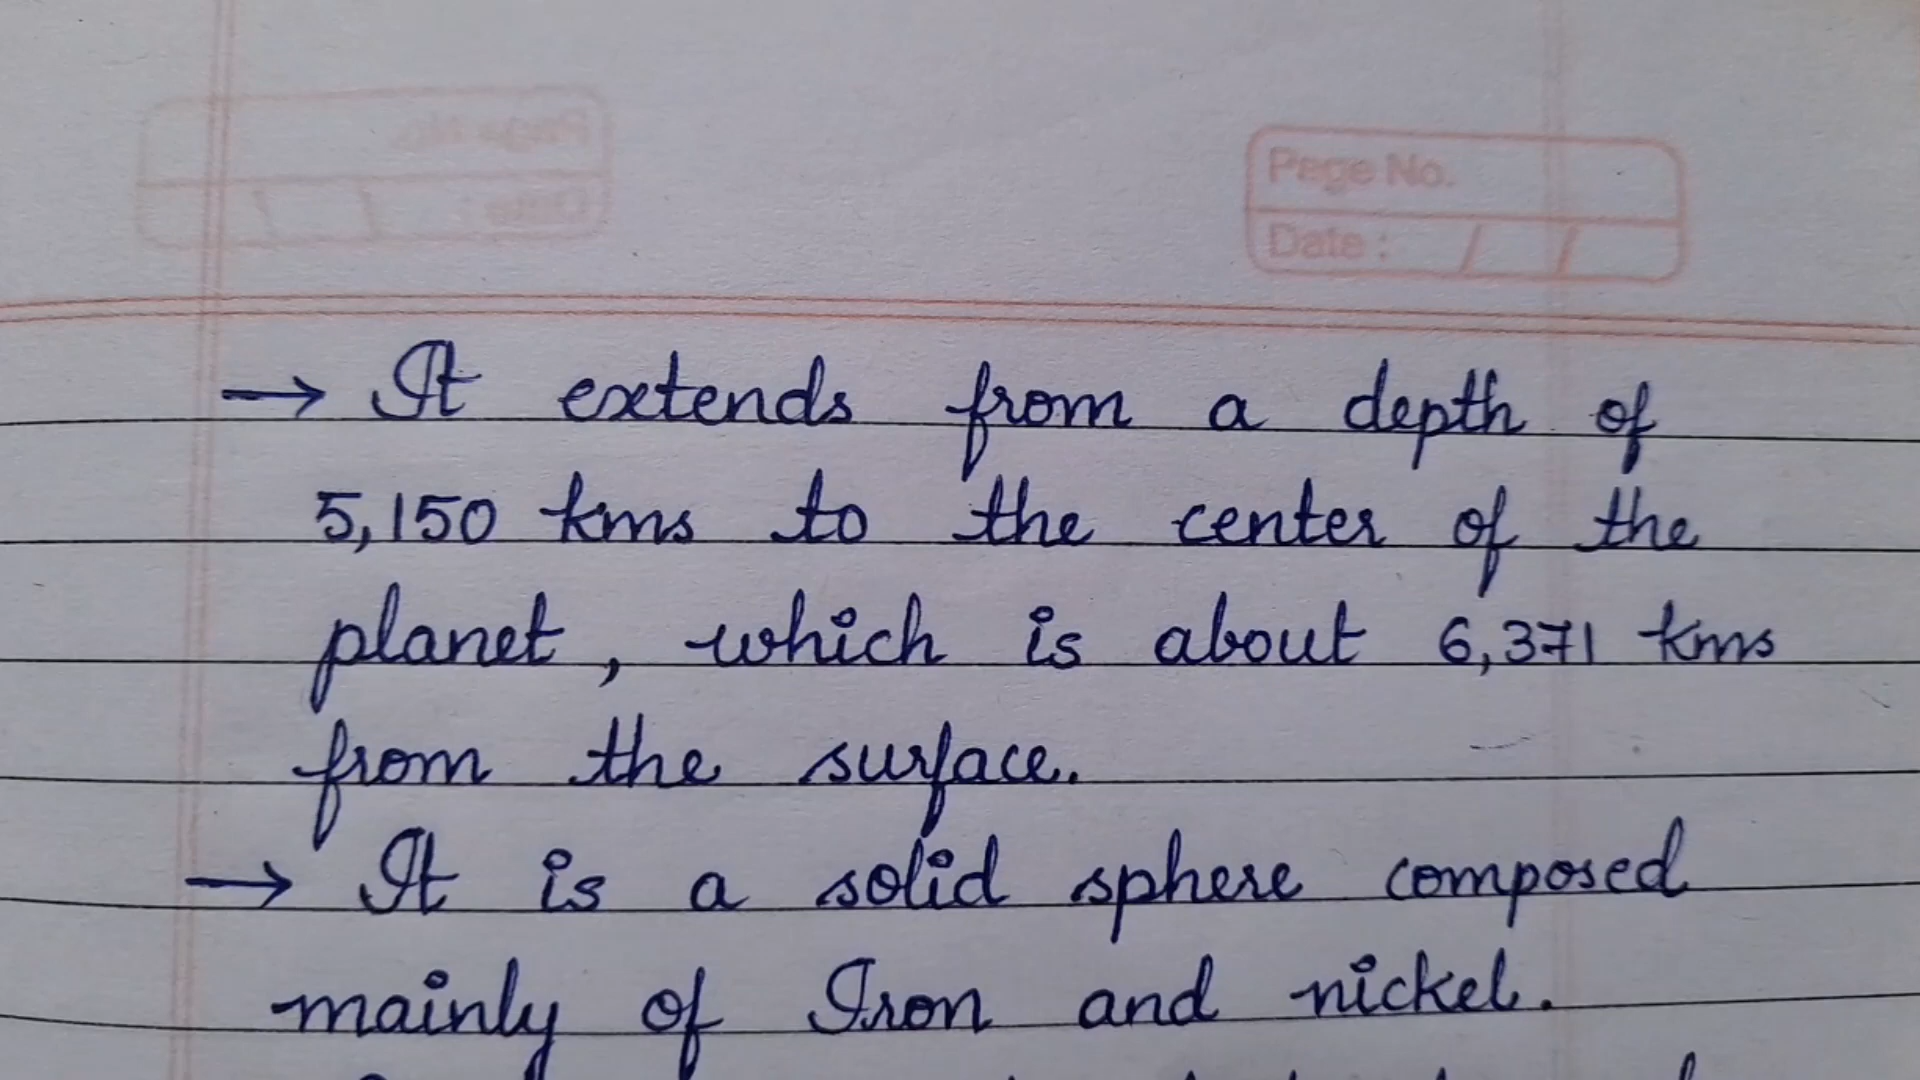 Page No.
Date : / /
→ It extends from a depth of
5,150 kms to the center of the
planet, which is about 6,371 kms
from the surface.
→ It is a solid sphere composed
mainly of Iron and nickel.